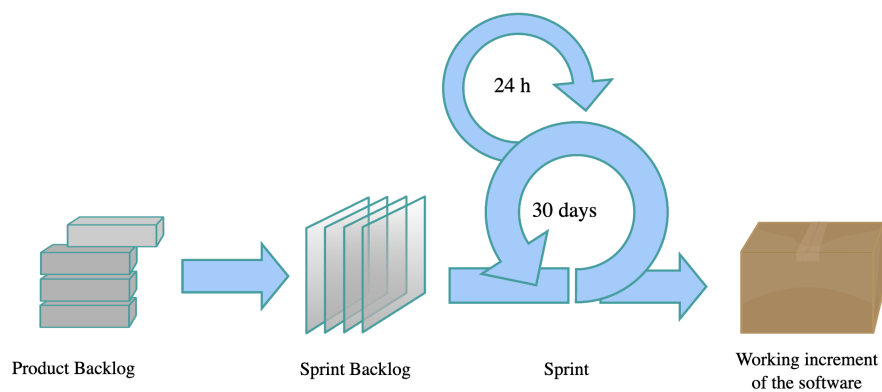 24 h
30 days
Product Backlog
Sprint Backlog
Sprint
Working increment
of the software